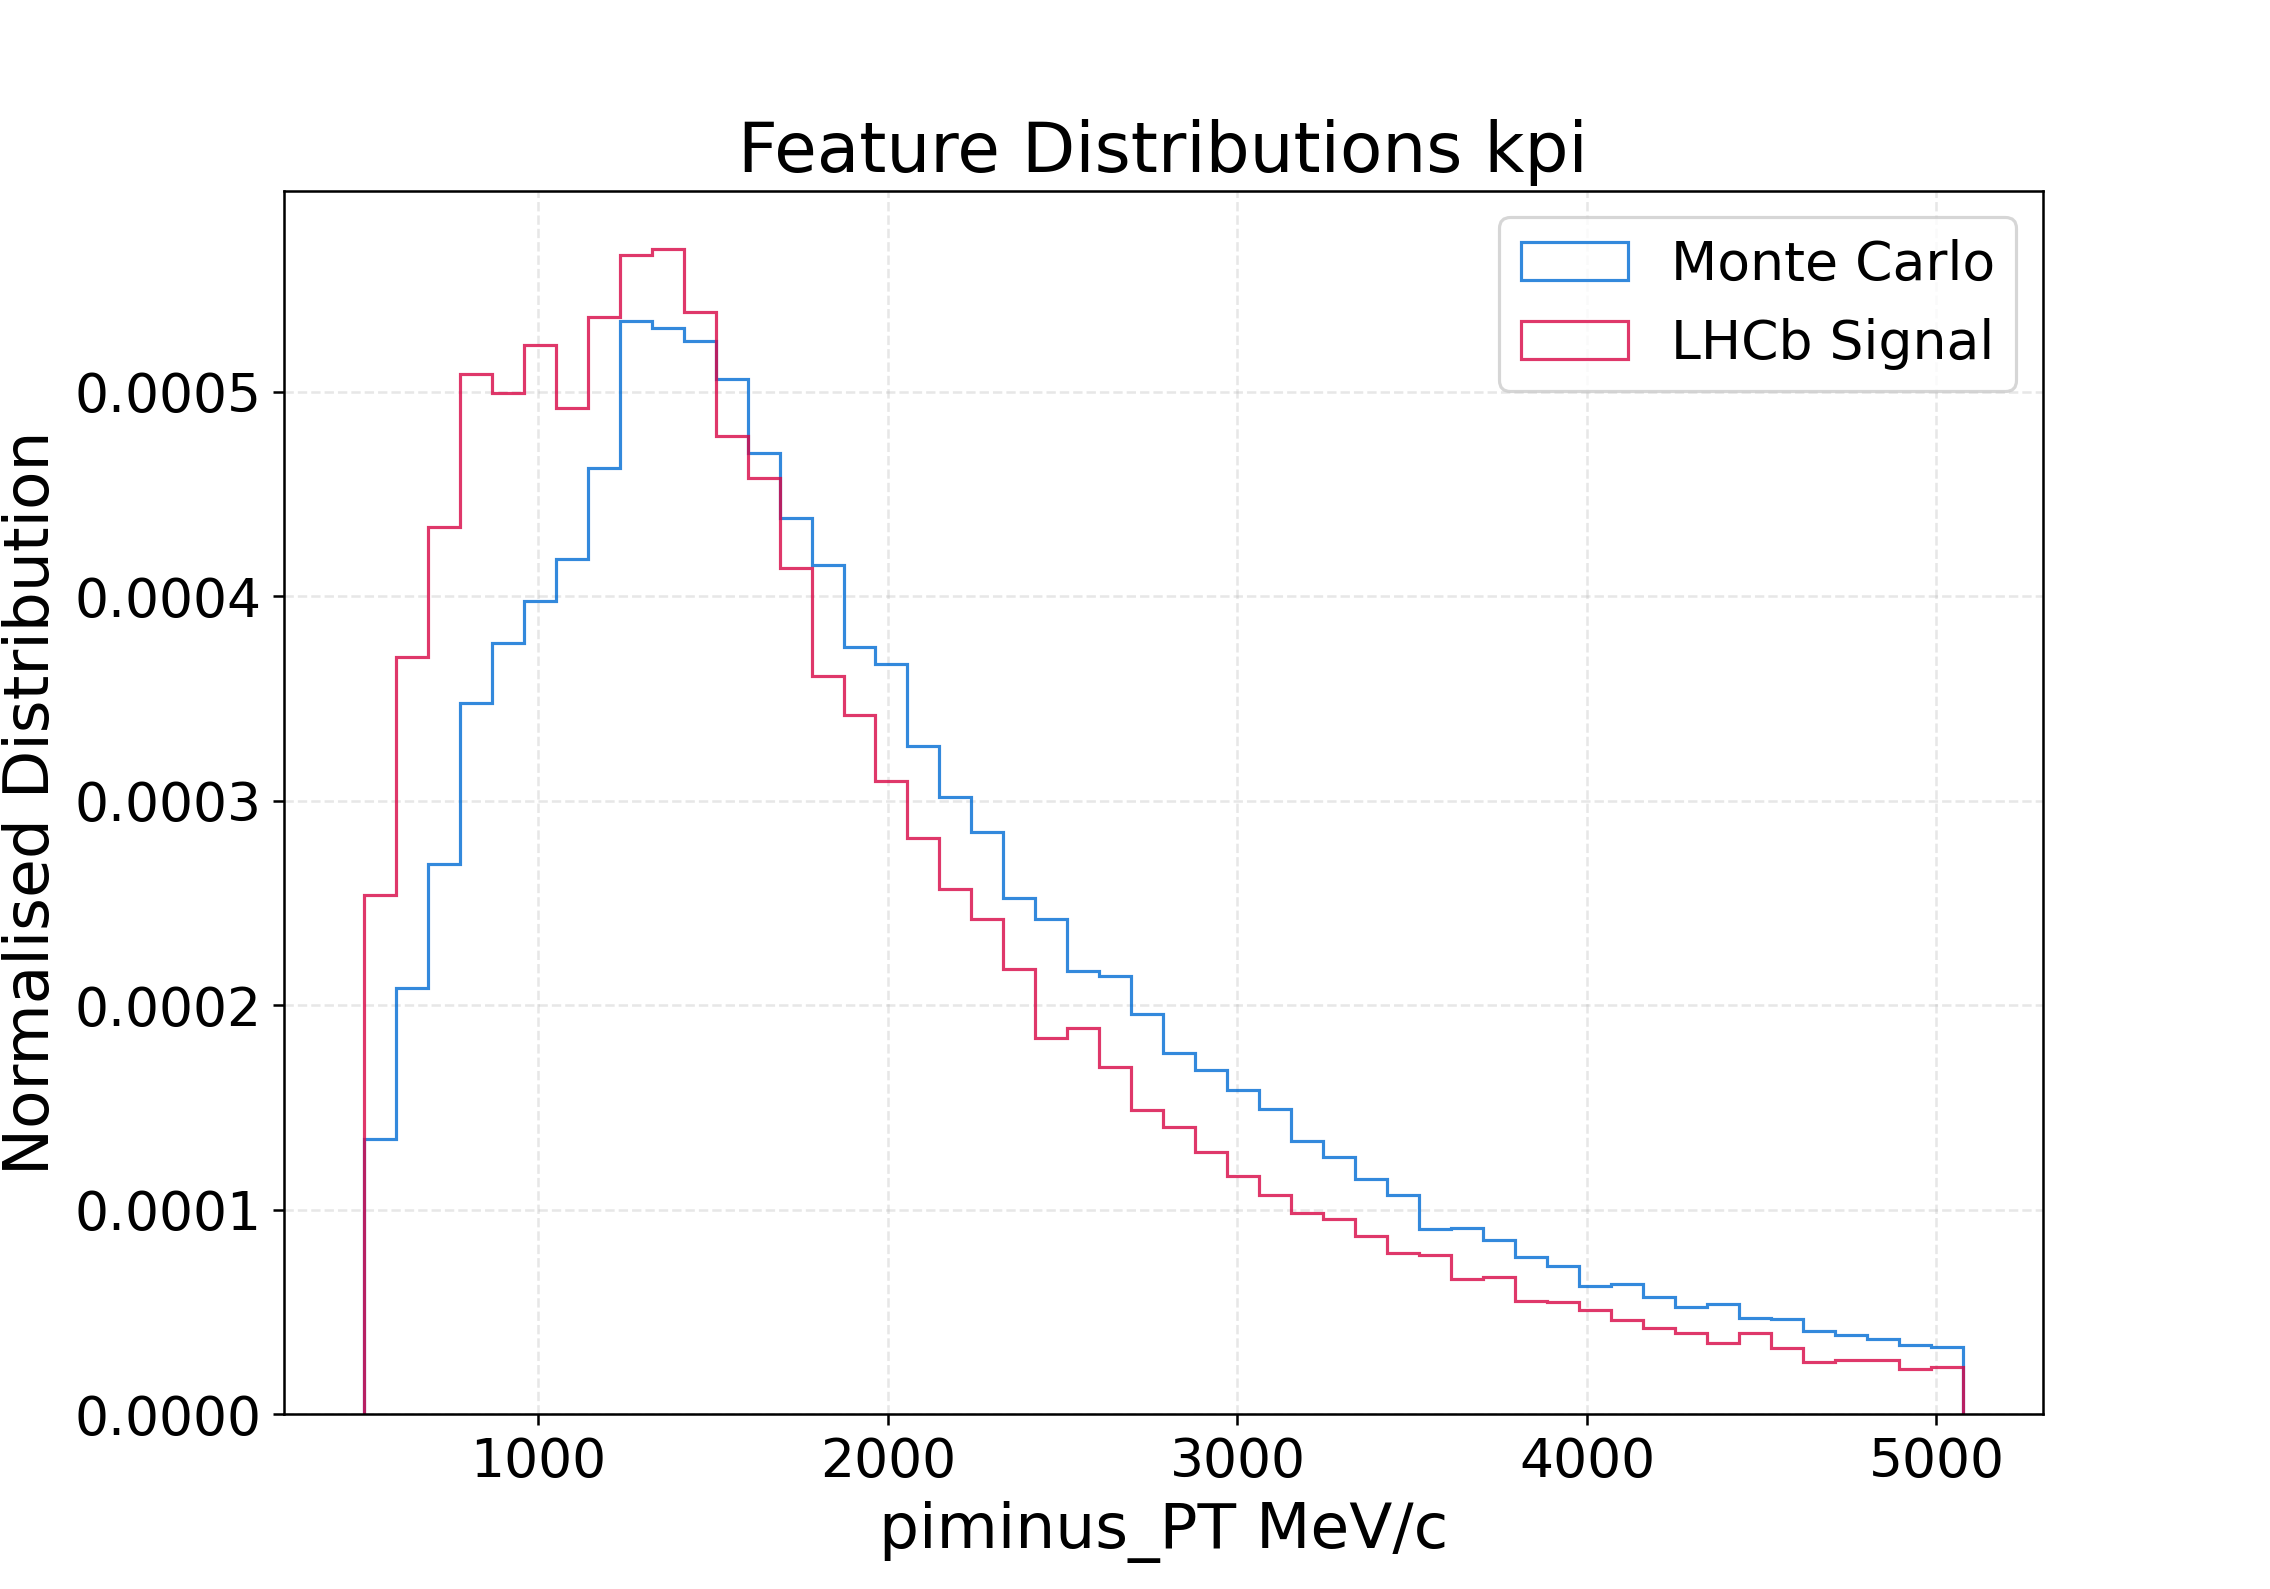 Feature Distributions kpi
Monte Carlo
LHCb Signal
Normalised Distribution
0.0005
0.0004
0.0003
0.0002
0.0001
0.0000
1000 2000 3000 4000 5000
piminus_PT MeV/c